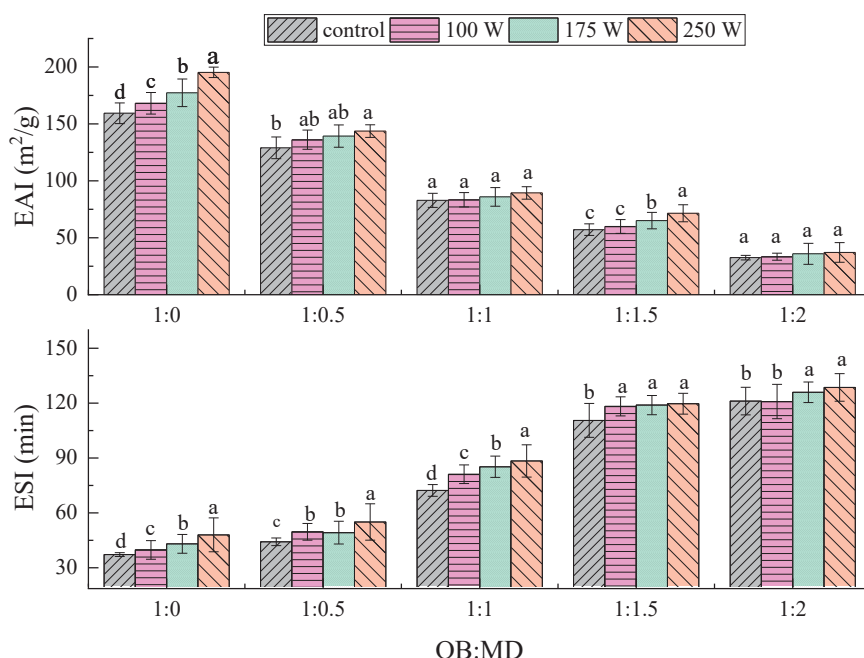 control 100 W 175 W 250 W
EAI (m²/g)
200
150
100
50
0
d c b a
b ab ab a
a a a a
c c b a
a a a a
1:0 1:0.5 1:1 1:1.5 1:2
ESI (min)
150
120
90
60
30
d c b a
c b b a
d c b a
b a a a
b b a a
1:0 1:0.5 1:1 1:1.5 1:2
OB:MD